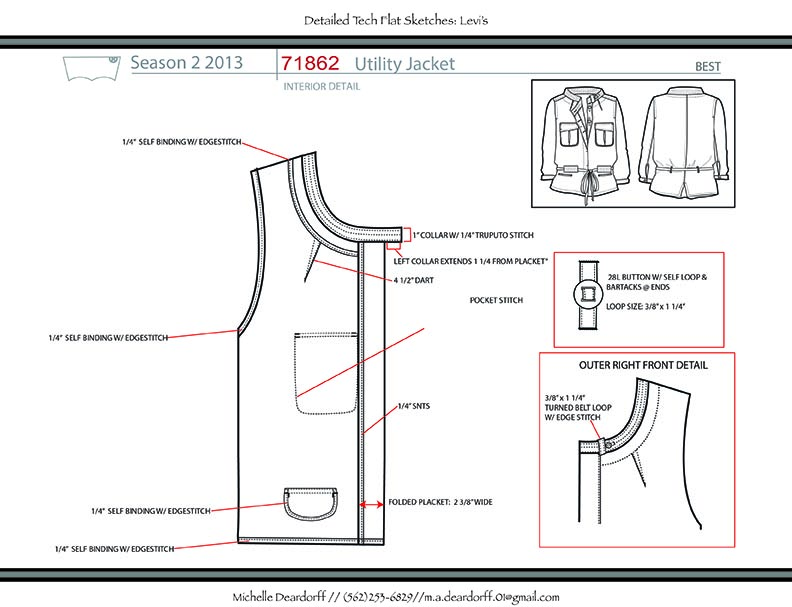 Detailed Tech Flat Sketches: Levi's
Season 2 2013
71862 Utility Jacket
BEST
INTERIOR DETAIL
1/4" SELF BINDING W/ EDGESTITCH
1" COLLAR W/ 1/4" TRUPUTO STITCH
LEFT COLLAR EXTENDS 1 1/4 FROM PLACKET"
4 1/2" DART
POCKET STITCH
28L BUTTON W/ SELF LOOP &
BARTACKS @ ENDS
LOOP SIZE: 3/8" x 1 1/4"
1/4" SELF BINDING W/ EDGESTITCH
OUTER RIGHT FRONT DETAIL
3/8" x 1 1/4"
TURNED BELT LOOP
W/ EDGE STITCH
1/4" SNTS
FOLDED PLACKET: 2 3/8" WIDE
1/4" SELF BINDING W/ EDGESTITCH
1/4" SELF BINDING W/ EDGESTITCH
Michelle Deardorff // (562)253-6829//m.a.deardorff.01@gmail.com